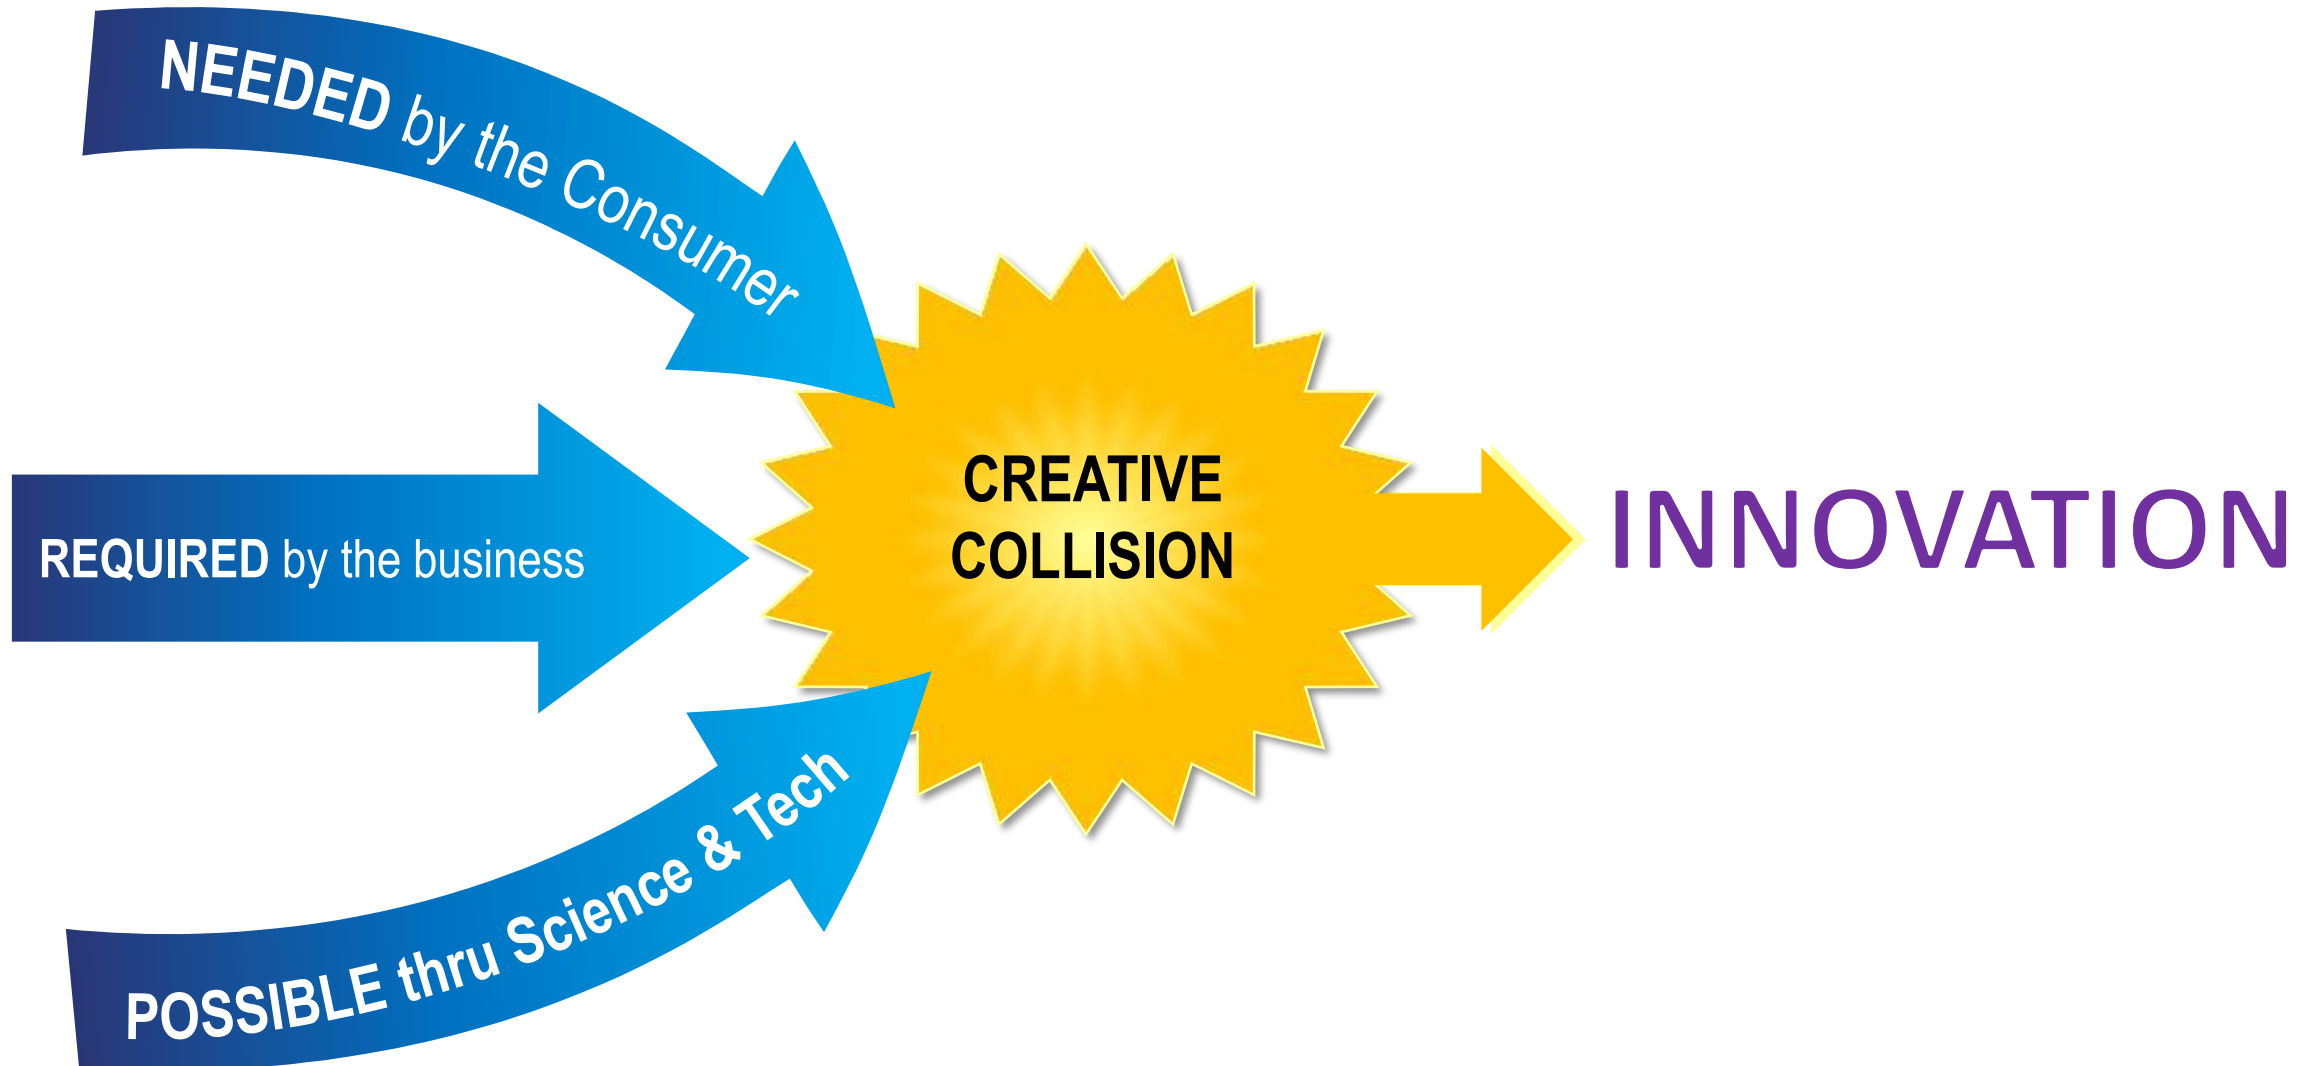 NEEDED by the Consumer
REQUIRED by the business
POSSIBLE thru Science & Tech
CREATIVE
COLLISION
INNOVATION